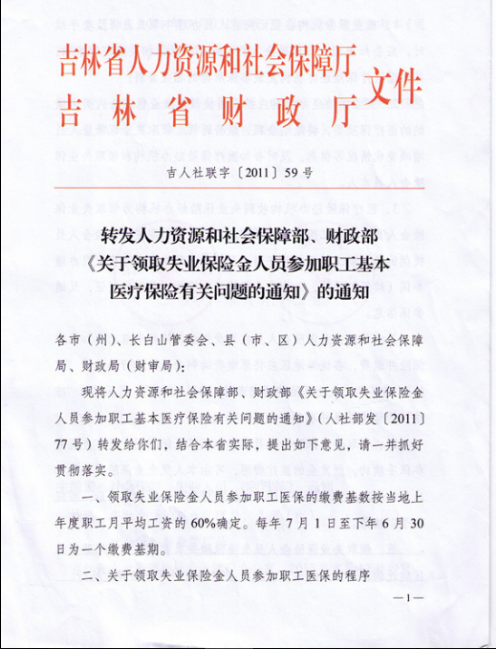 吉林省人力资源和社会保障厅
吉林省财政厅
文件
吉人社联字〔2011〕59号
转发人力资源和社会保障部、财政部
《关于领取失业保险金人员参加职工基本
医疗保险有关问题的通知》的通知
各市（州）、长白山管委会、县（市、区）人力资源和社会保障
局、财政局（财审局）：
现将人力资源和社会保障部、财政部《关于领取失业保险金
人员参加职工基本医疗保险有关问题的通知》（人社部发〔2011〕
77号）转发给你们，结合本省实际，提出如下意见，请一并抓好
贯彻落实。
一、领取失业保险金人员参加职工医保的缴费基数按当地上
年度职工月平均工资的60%确定。每年7月1日至下年6月30
日为一个缴费基期。
二、关于领取失业保险金人员参加职工医保的程序
—1—